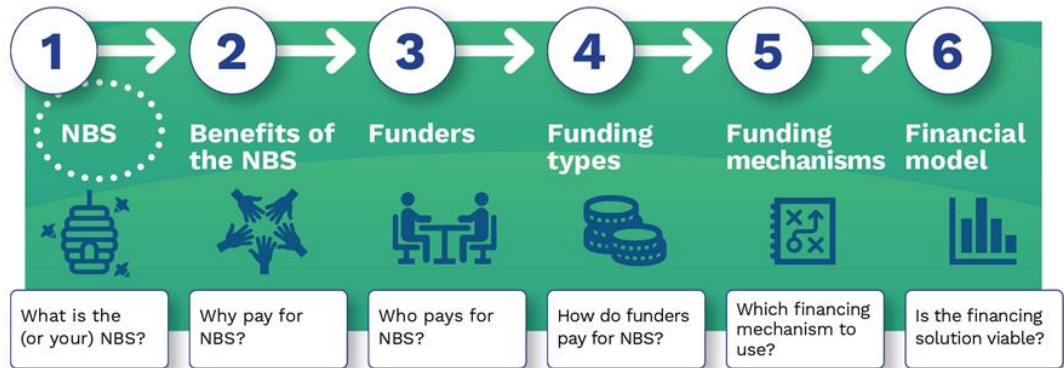 1
2
3
4
5
6
NBS
Benefits of
the NBS
Funders
Funding
types
Funding
mechanisms
Financial
model
What is the
(or your) NBS?
Why pay for
NBS?
Who pays for
NBS?
How do funders
pay for NBS?
Which financing
mechanism to
use?
Is the financing
solution viable?